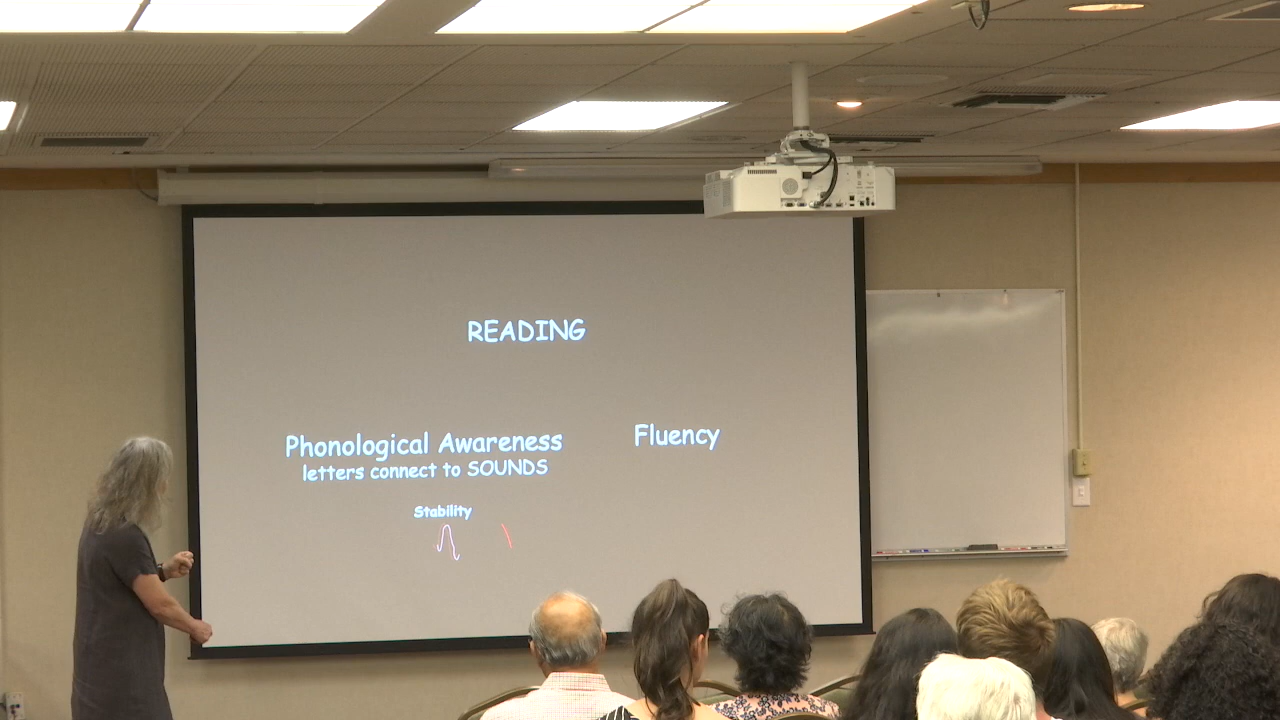 READING
Phonological Awareness
letters connect to SOUNDS
Fluency
Stability